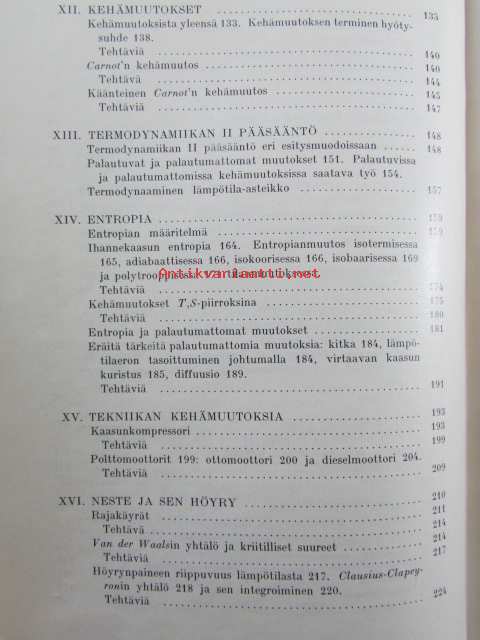 XII. KEHÄMUUTOKSET 133
Kehämuutoksista yleensä 133. Kehämuutoksen terminen hyöty-
suhde 138.
Tehtäviä 140
Carnot'n kehämuutos 140
Tehtävä 144
Käänteinen Carnot'n kehämuutos 145
Tehtäviä 147
XIII. TERMODYNAMIIKAN II PÄÄSÄÄNTÖ 148
Termodynamiikan II pääsääntö eri esitysmuodoissaan 148
Palautuvat ja palautumattomat muutokset 151. Palautuvissa
ja palautumattomissa kehämuutoksissa saatava työ 154.
Termodynaaminen lämpötila-asteikko 157
XIV. ENTROPIA 159
Entropian määritelmä 159
Ihannekaasun entropia 164. Entropianmuutos isotermisessa
165, adiabaattisessa 166, isokoorisessa 166, isobaarisessa 169
ja polytrooppisessa tilanmuutoksessa.
Antikvariaatti.net
Tehtäviä 174
Kehämuutokset T,S-piirroksina 175
Tehtäviä 180
Entropia ja palautumattomat muutokset 181
Eräitä tärkeitä palautumattomia muutoksia: kitka 184, lämpö-
tilaeron tasoittuminen johtumalla 184, virtaavan kaasun
kuristus 185, diffuusio 189.
Tehtäviä 191
XV. TEKNIIKAN KEHÄMUUTOKSIA 193
Kaasunkompressori 193
Tehtäviä 199
Polttomoottorit 199: ottomoottori 200 ja dieselmoottori 204.
Tehtäviä 209
XVI. NESTE JA SEN HÖYRY 210
Rajakäyrät 211
Tehtävä 214
Van der Waalsin yhtälö ja kriitilliset suureet 214
Tehtäviä 217
Höyrynpaineen riippuvuus lämpötilasta 217. Clausius-Clapey-
ronin yhtälö 218 ja sen integroiminen 220.
Tehtäviä 224